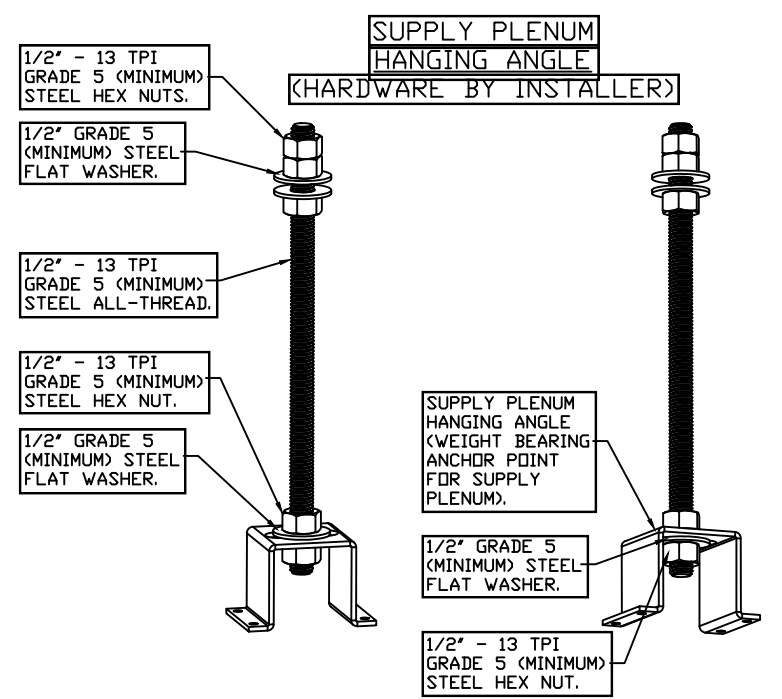 SUPPLY PLENUM
HANGING ANGLE
(HARDWARE BY INSTALLER)
1/2" - 13 TPI
GRADE 5 (MINIMUM)
STEEL HEX NUTS.
1/2" GRADE 5
(MINIMUM) STEEL
FLAT WASHER.
1/2" - 13 TPI
GRADE 5 (MINIMUM)
STEEL ALL-THREAD.
1/2" - 13 TPI
GRADE 5 (MINIMUM)
STEEL HEX NUT.
1/2" GRADE 5
(MINIMUM) STEEL
FLAT WASHER.
SUPPLY PLENUM
HANGING ANGLE
(WEIGHT BEARING
ANCHOR POINT
FOR SUPPLY
PLENUM).
1/2" GRADE 5
(MINIMUM) STEEL
FLAT WASHER.
1/2" - 13 TPI
GRADE 5 (MINIMUM)
STEEL HEX NUT.